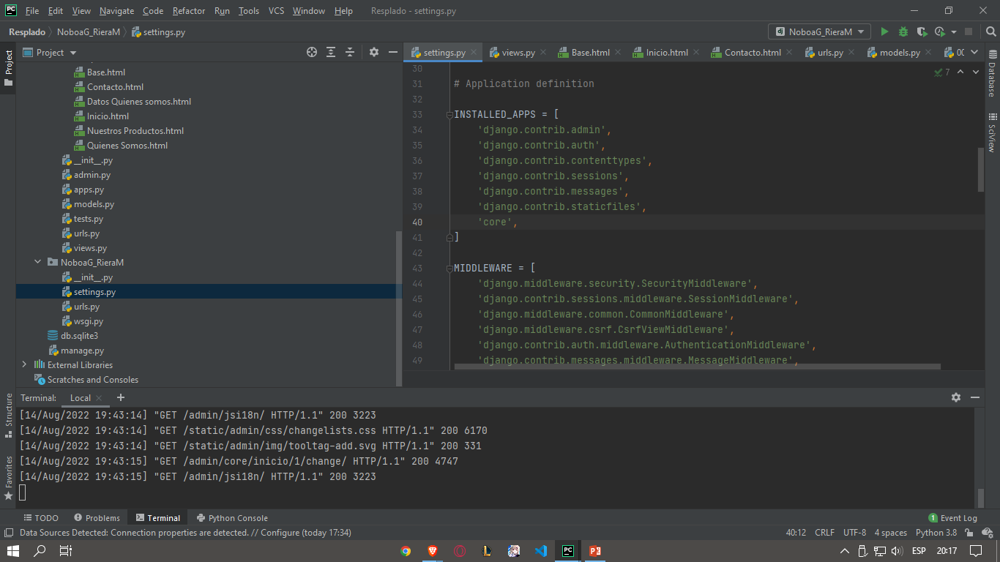 PC File Edit View Navigate Code Refactor Run Tools VCS Window Help Resplado - settings.py
Resplado NoboaG_RieraM settings.py NoboaG_RieraM
Project
Project
settings.py views.py Base.html Inicio.html Contacto.html urls.py models.py 00
Base.html
Contacto.html
Datos Quienes somos.html
Inicio.html
Nuestros Productos.html
Quienes Somos.html
__init__.py
admin.py
apps.py
models.py
tests.py
urls.py
views.py
NoboaG_RieraM
__init__.py
settings.py
urls.py
wsgi.py
db.sqlite3
manage.py
External Libraries
Scratches and Consoles
7
30
31 # Application definition
32
33 INSTALLED_APPS = [
34 'django.contrib.admin',
35 'django.contrib.auth',
36 'django.contrib.contenttypes',
37 'django.contrib.sessions',
38 'django.contrib.messages',
39 'django.contrib.staticfiles',
40 'core',
41 ]
42
43 MIDDLEWARE = [
44 'django.middleware.security.SecurityMiddleware',
45 'django.contrib.sessions.middleware.SessionMiddleware',
46 'django.middleware.common.CommonMiddleware',
47 'django.middleware.csrf.CsrfViewMiddleware',
48 'django.contrib.auth.middleware.AuthenticationMiddleware',
49 'django.contrib.messages.middleware.MessageMiddleware',
Database
SciView
Structure
Favorites
Terminal: Local
[14/Aug/2022 19:43:14] "GET /admin/jsi18n/ HTTP/1.1" 200 3223
[14/Aug/2022 19:43:14] "GET /static/admin/css/changelists.css HTTP/1.1" 200 6170
[14/Aug/2022 19:43:14] "GET /static/admin/img/tooltag-add.svg HTTP/1.1" 200 331
[14/Aug/2022 19:43:15] "GET /admin/core/inicio/1/change/ HTTP/1.1" 200 4747
[14/Aug/2022 19:43:15] "GET /admin/jsi18n/ HTTP/1.1" 200 3223
TODO Problems Terminal Python Console 1 Event Log
Data Sources Detected: Connection properties are detected. // Configure (today 17:34) 40:12 CRLF UTF-8 4 spaces Python 3.8
ESP 20:17